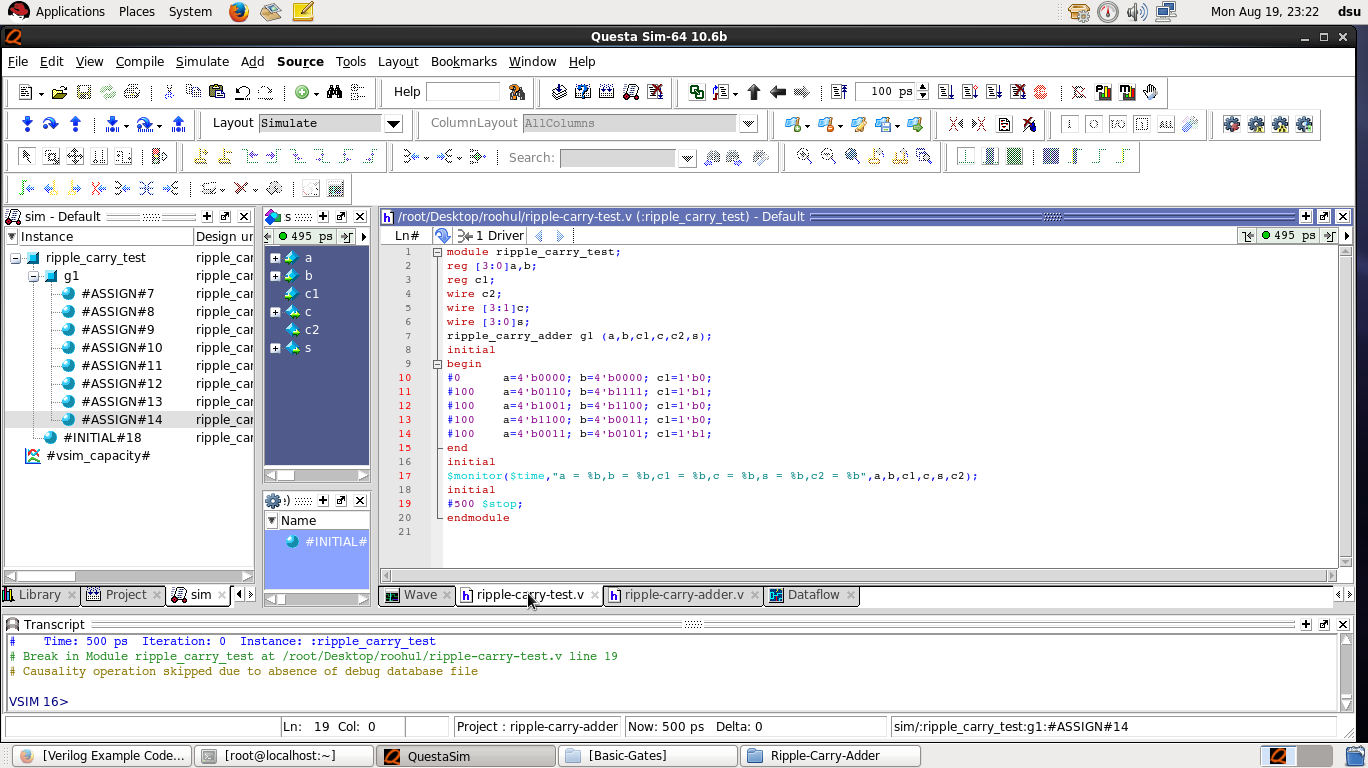 Applications Places System Mon Aug 19, 23:22 dsu
Questa Sim-64 10.6b
File Edit View Compile Simulate Add Source Tools Layout Bookmarks Window Help
Help 100 ps
Layout Simulate ColumnLayout AllColumns
Search:
sim - Default
Instance Design ur
ripple_carry_test ripple_car
g1 ripple_car
#ASSIGN#7 ripple_car
#ASSIGN#8 ripple_car
#ASSIGN#9 ripple_car
#ASSIGN#10 ripple_car
#ASSIGN#11 ripple_car
#ASSIGN#12 ripple_car
#ASSIGN#13 ripple_car
#ASSIGN#14 ripple_car
#INITIAL#18 ripple_car
#vsim_capacity#
s
495 ps
a
b
c1
c
c2
s
Name
#INITIAL#
/root/Desktop/roohul/ripple-carry-test.v (:ripple_carry_test) - Default
Ln# 1 Driver 495 ps
1 module ripple_carry_test;
2 reg [3:0]a,b;
3 reg c1;
4 wire c2;
5 wire [3:1]c;
6 wire [3:0]s;
7 ripple_carry_adder g1 (a,b,c1,c,c2,s);
8 initial
9 begin
10 #0 a=4'b0000; b=4'b0000; c1=1'b0;
11 #100 a=4'b0110; b=4'b1111; c1=1'b1;
12 #100 a=4'b1001; b=4'b1100; c1=1'b0;
13 #100 a=4'b1100; b=4'b0011; c1=1'b0;
14 #100 a=4'b0011; b=4'b0101; c1=1'b1;
15 end
16 initial
17 $monitor($time,"a = %b,b = %b,c1 = %b,c = %b,s = %b,c2 = %b",a,b,c1,c,s,c2);
18 initial
19 #500 $stop;
20 endmodule
21
Library Project sim
Wave ripple-carry-test.v ripple-carry-adder.v Dataflow
Transcript
# Time: 500 ps Iteration: 0 Instance: :ripple_carry_test
# Break in Module ripple_carry_test at /root/Desktop/roohul/ripple-carry-test.v line 19
# Causality operation skipped due to absence of debug database file
VSIM 16>
Ln: 19 Col: 0 Project : ripple-carry-adder Now: 500 ps Delta: 0 sim/:ripple_carry_test:g1:#ASSIGN#14
[Verilog Example Code... [root@localhost:~] QuestaSim [Basic-Gates] Ripple-Carry-Adder